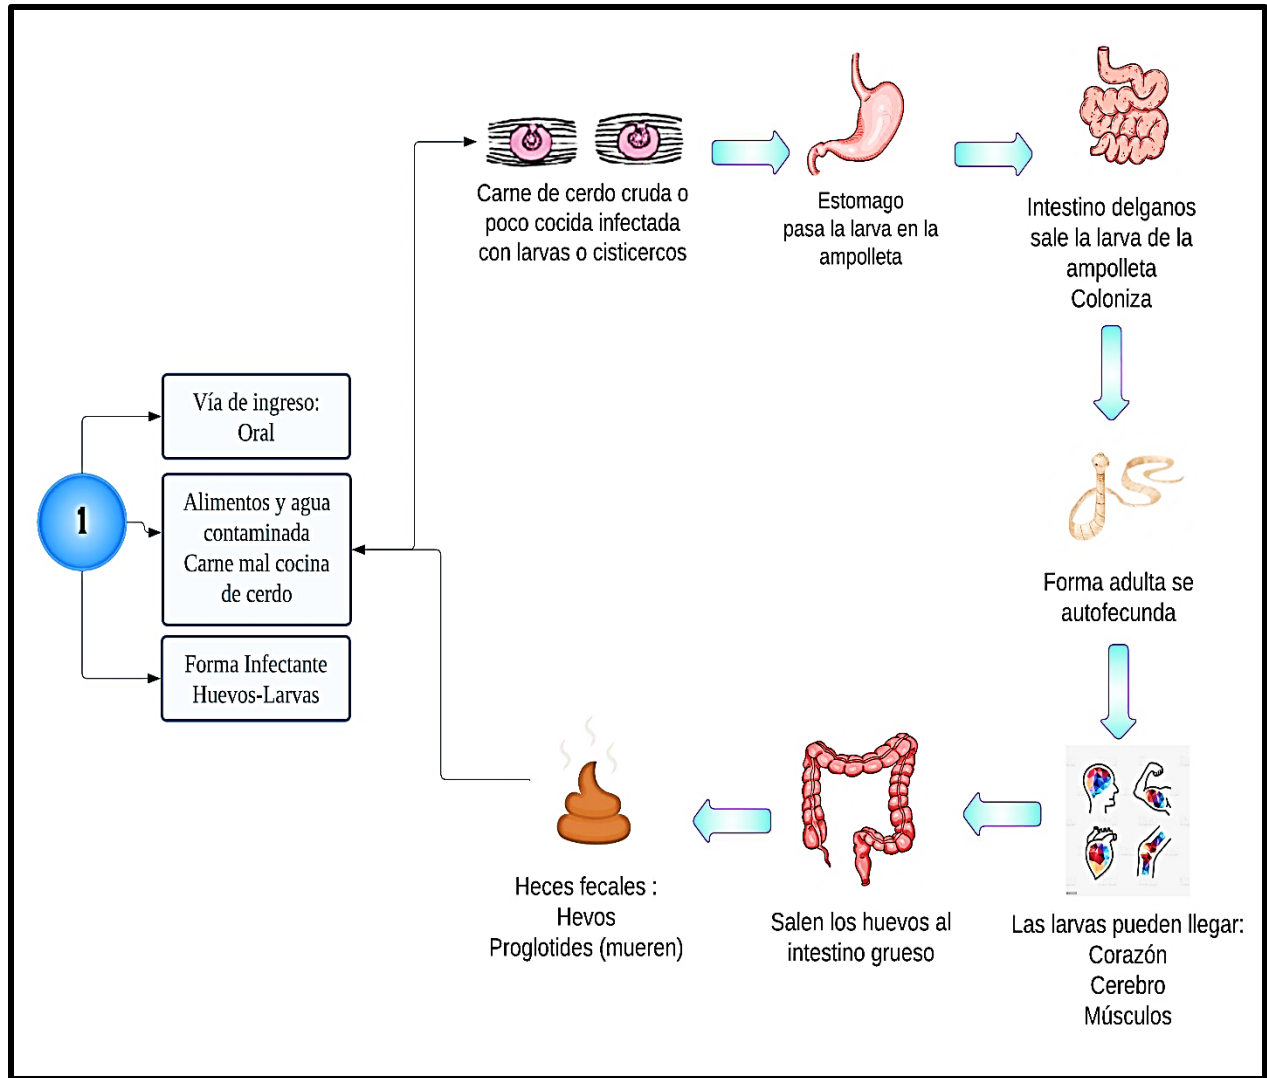 1
Vía de ingreso:
Oral
Alimentos y agua
contaminada
Carne mal cocina
de cerdo
Forma Infectante
Huevos-Larvas
Carne de cerdo cruda o
poco cocida infectada
con larvas o cisticercos
Estomago
pasa la larva en la
ampolleta
Intestino delganos
sale la larva de la
ampolleta
Coloniza
Forma adulta se
autofecunda
Las larvas pueden llegar:
Corazón
Cerebro
Músculos
Salen los huevos al
intestino grueso
Heces fecales :
Hevos
Proglotides (mueren)